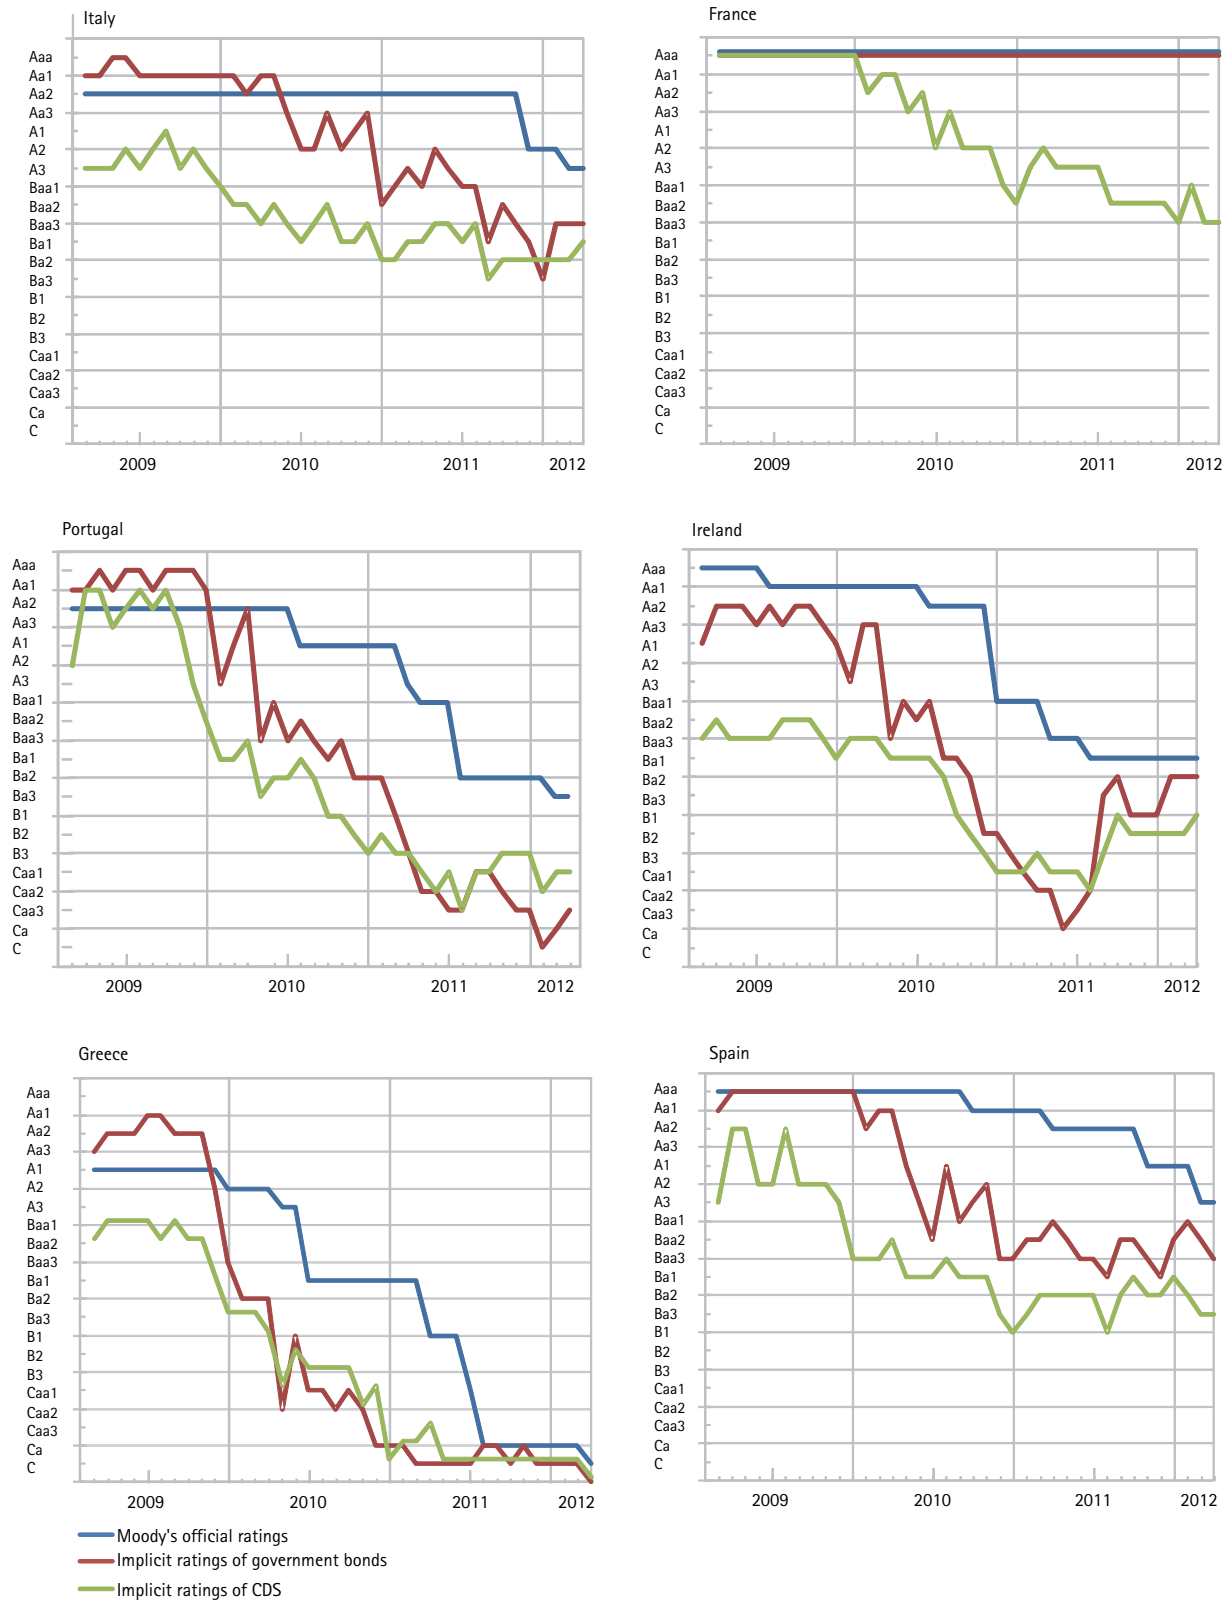 Italy
Aaa
Aa1
Aa2
Aa3
A1
A2
A3
Baa1
Baa2
Baa3
Ba1
Ba2
Ba3
B1
B2
B3
Caa1
Caa2
Caa3
Ca
C
2009 2010 2011 2012
France
Aaa
Aa1
Aa2
Aa3
A1
A2
A3
Baa1
Baa2
Baa3
Ba1
Ba2
Ba3
B1
B2
B3
Caa1
Caa2
Caa3
Ca
C
2009 2010 2011 2012
Portugal
Aaa
Aa1
Aa2
Aa3
A1
A2
A3
Baa1
Baa2
Baa3
Ba1
Ba2
Ba3
B1
B2
B3
Caa1
Caa2
Caa3
Ca
C
2009 2010 2011 2012
Ireland
Aaa
Aa1
Aa2
Aa3
A1
A2
A3
Baa1
Baa2
Baa3
Ba1
Ba2
Ba3
B1
B2
B3
Caa1
Caa2
Caa3
Ca
C
2009 2010 2011 2012
Greece
Aaa
Aa1
Aa2
Aa3
A1
A2
A3
Baa1
Baa2
Baa3
Ba1
Ba2
Ba3
B1
B2
B3
Caa1
Caa2
Caa3
Ca
C
2009 2010 2011 2012
Spain
Aaa
Aa1
Aa2
Aa3
A1
A2
A3
Baa1
Baa2
Baa3
Ba1
Ba2
Ba3
B1
B2
B3
Caa1
Caa2
Caa3
Ca
C
2009 2010 2011 2012
Moody's official ratings
Implicit ratings of government bonds
Implicit ratings of CDS